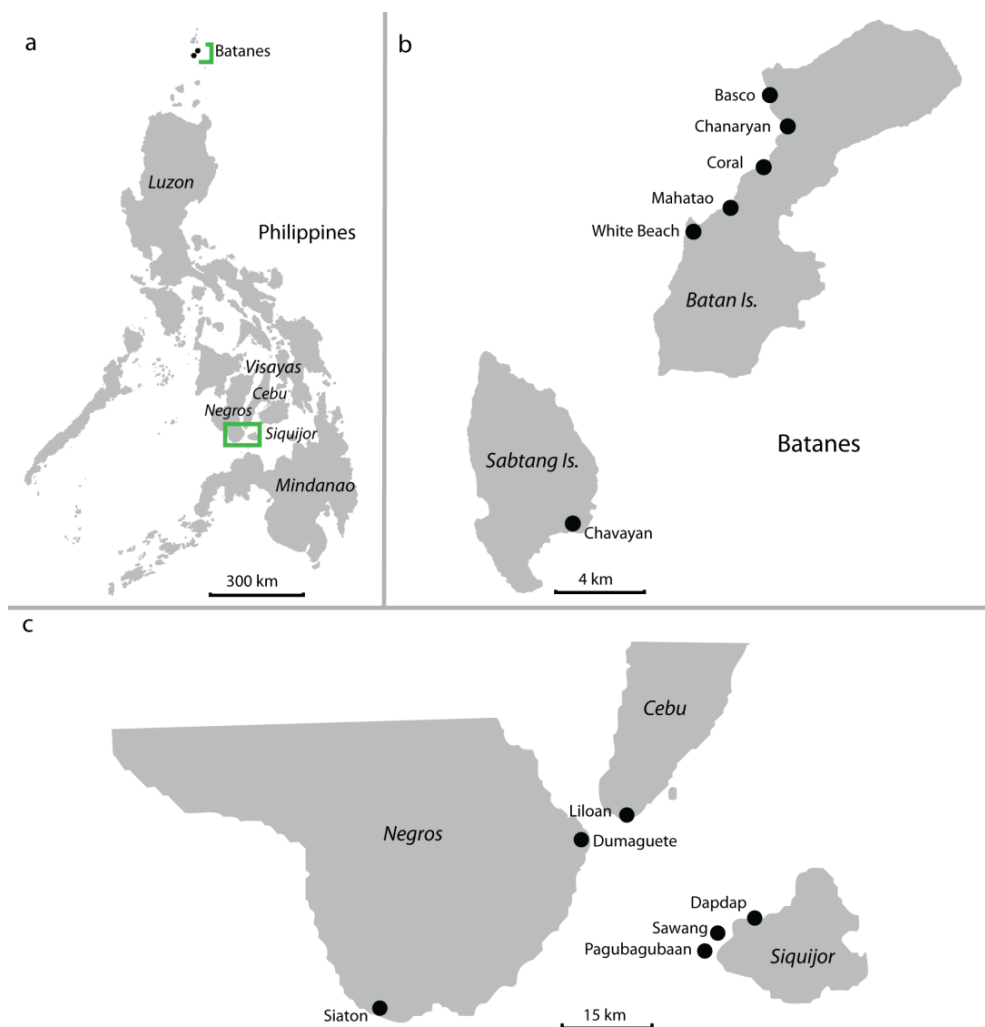 a
Batanes
Luzon
Philippines
Visayas
Cebu
Negros
Siquijor
Mindanao
300 km
b
Basco
Chanaryan
Coral
Mahatao
White Beach
Batan Is.
Sabtang Is.
Batanes
Chavayan
4 km
c
Cebu
Liloan
Negros
Dumaguete
Dapdap
Sawang
Pagubagubaan
Siquijor
Siaton
15 km